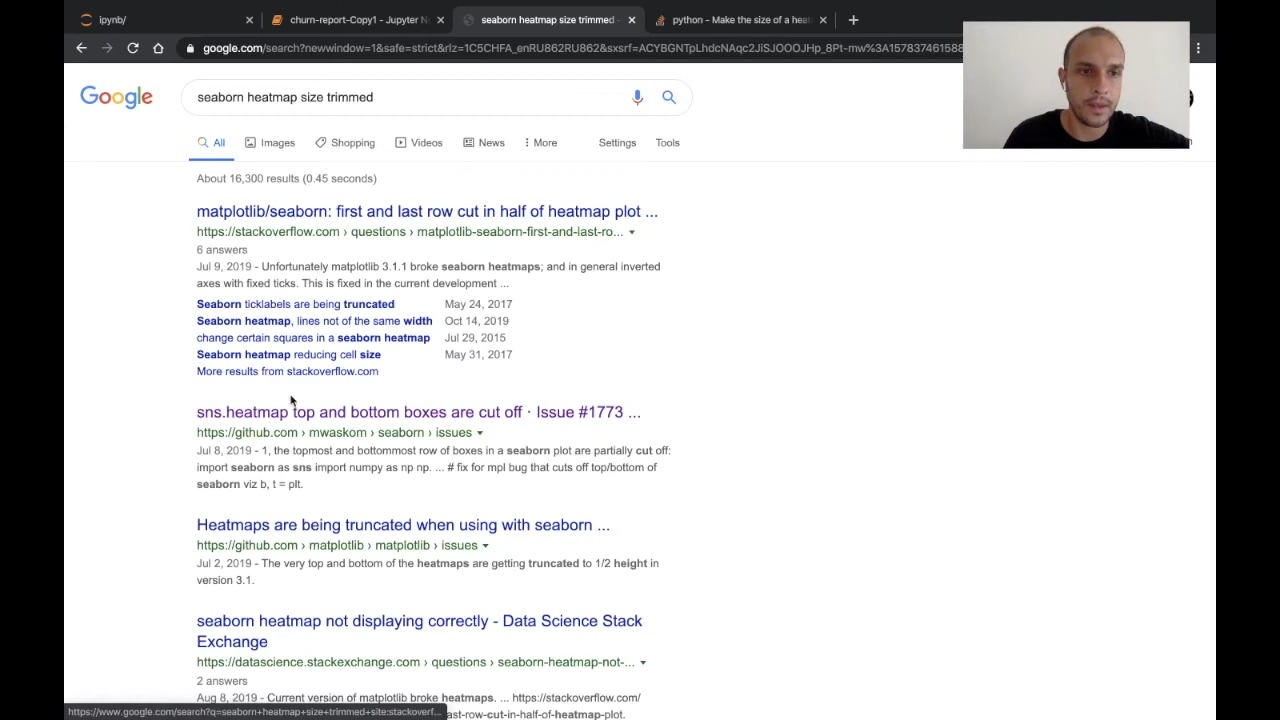 ipynb/
churn-report-Copy1 - Jupyter N
seaborn heatmap size trimmed -
python - Make the size of a hea
google.com/search?newwindow=1&safe=strict&rlz=1C5CHFA_enRU862RU862&sxsrf=ACYBGNTpLhdcNAqc2JiSJOOOJHp_8Pt-mw%3A15783746158
Google
seaborn heatmap size trimmed
All
Images
Shopping
Videos
News
More
Settings
Tools
About 16,300 results (0.45 seconds)
matplotlib/seaborn: first and last row cut in half of heatmap plot ...
https://stackoverflow.com › questions › matplotlib-seaborn-first-and-last-ro...
6 answers
Jul 9, 2019 - Unfortunately matplotlib 3.1.1 broke seaborn heatmaps; and in general inverted
axes with fixed ticks. This is fixed in the current development ...
Seaborn ticklabels are being truncated May 24, 2017
Seaborn heatmap, lines not of the same width Oct 14, 2019
change certain squares in a seaborn heatmap Jul 29, 2015
Seaborn heatmap reducing cell size May 31, 2017
More results from stackoverflow.com
sns.heatmap top and bottom boxes are cut off · Issue #1773 ...
https://github.com › mwaskom › seaborn › issues
Jul 8, 2019 - 1, the topmost and bottommost row of boxes in a seaborn plot are partially cut off:
import seaborn as sns import numpy as np np. ... # fix for mpl bug that cuts off top/bottom of
seaborn viz b, t = plt.
Heatmaps are being truncated when using with seaborn ...
https://github.com › matplotlib › matplotlib › issues
Jul 2, 2019 - The very top and bottom of the heatmaps are getting truncated to 1/2 height in
version 3.1.
seaborn heatmap not displaying correctly - Data Science Stack
Exchange
https://datascience.stackexchange.com › questions › seaborn-heatmap-not-...
2 answers
Aug 8, 2019 - Current version of matplotlib broke heatmaps. ... https://stackoverflow.com/
https://www.google.com/search?q=seaborn+heatmap+size+trimmed+site:stackoverf...
ast-row-cut-in-half-of-heatmap-plot.